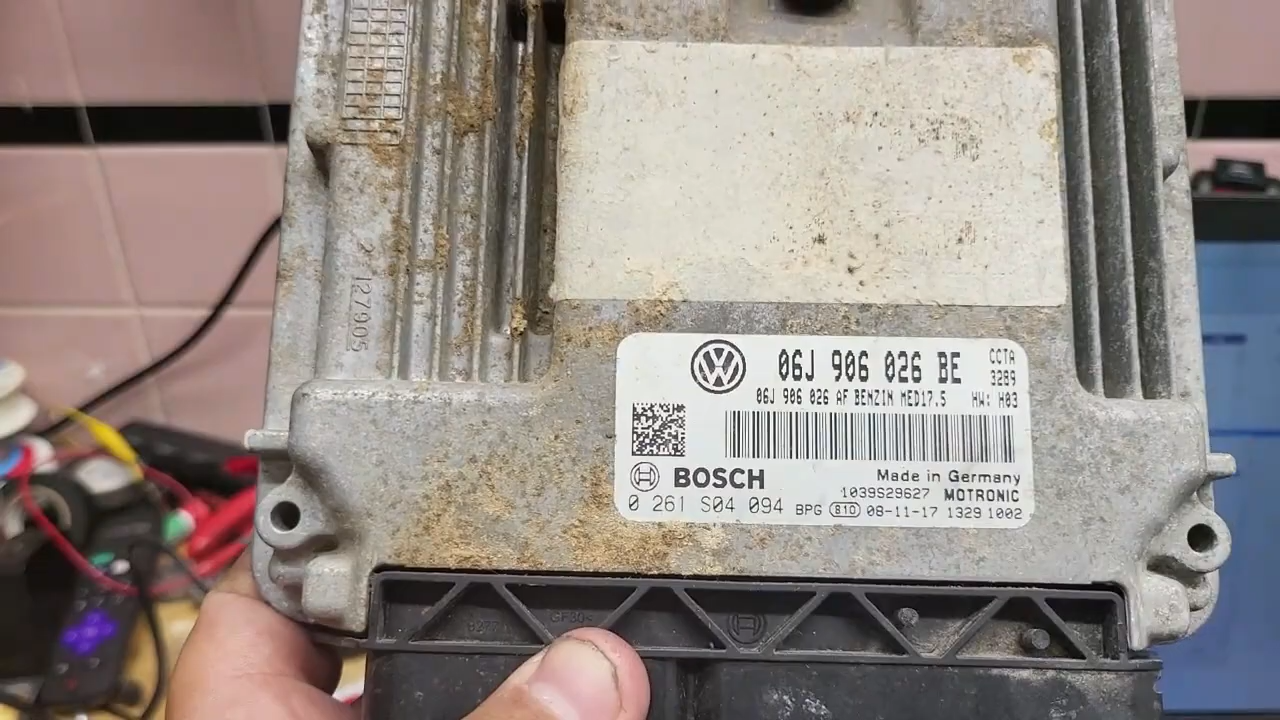 127905
06J 906 026 BE
CCTA
3289
06J 906 026 AF BENZIN MED17.5 HW: H03
BOSCH
Made in Germany
1039S29627 MOTRONIC
0 261 S04 094 BPG 810 08-11-17 1329 1002